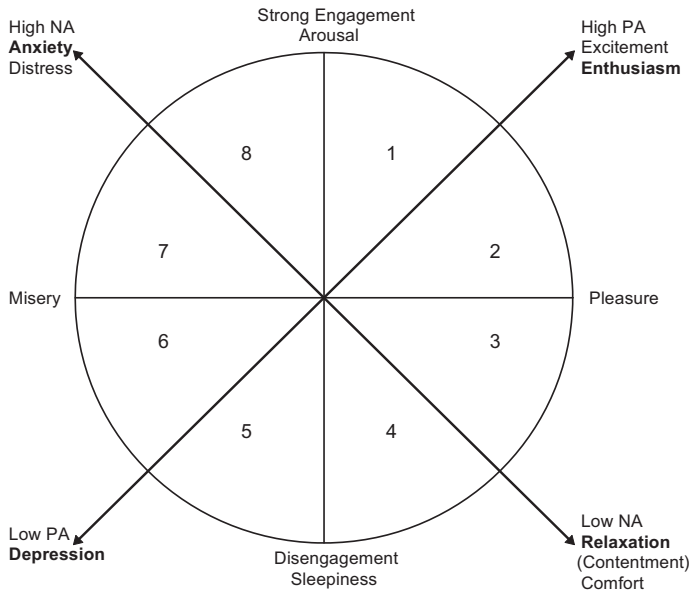 Strong Engagement
Arousal
High NA
Anxiety
Distress
High PA
Excitement
Enthusiasm
8
1
7
2
Misery
Pleasure
6
3
5
4
Low PA
Depression
Disengagement
Sleepiness
Low NA
Relaxation
(Contentment)
Comfort